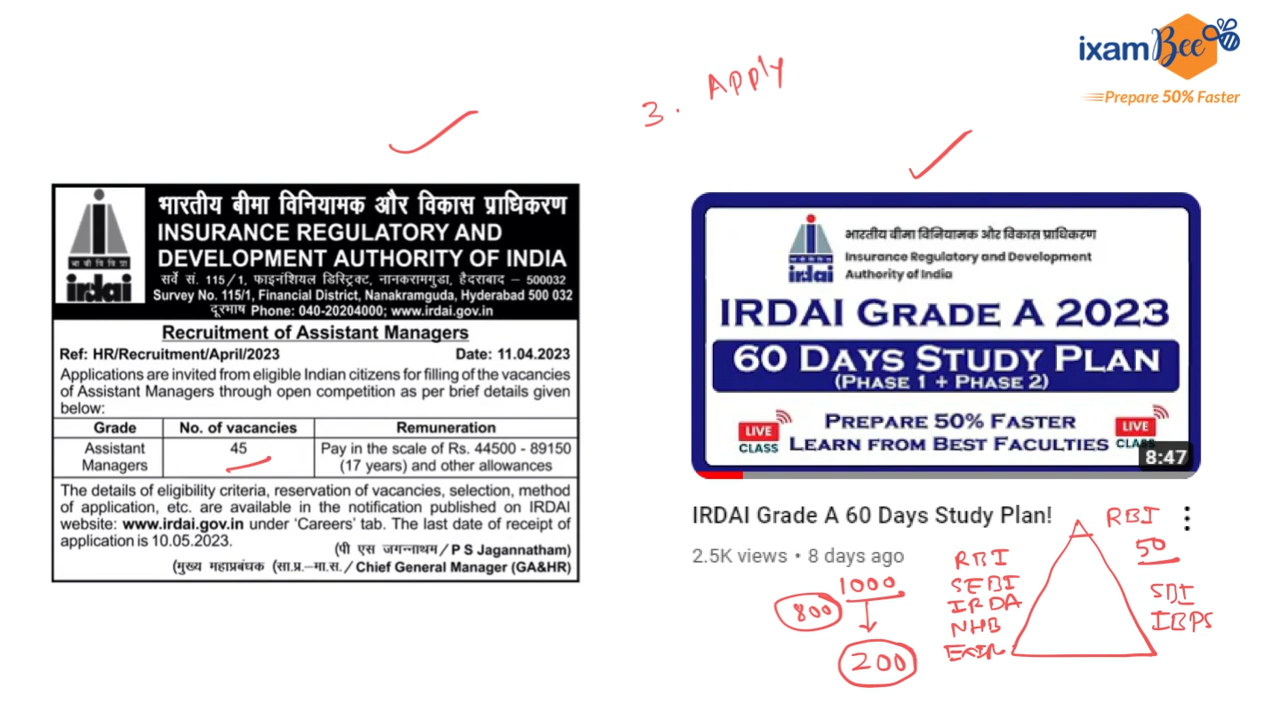 ixamBee
Prepare 50% Faster
3. Apply
भारतीय बीमा विनियामक और विकास प्राधिकरण
INSURANCE REGULATORY AND
DEVELOPMENT AUTHORITY OF INDIA
सर्वे सं. 115/1, फाइनेंशियल डिस्ट्रिक्ट, नानकरामगुडा, हैदराबाद – 500032
Survey No. 115/1, Financial District, Nanakramguda, Hyderabad 500 032
दूरभाष Phone: 040-20204000; www.irdai.gov.in
irdai
Recruitment of Assistant Managers
Ref: HR/Recruitment/April/2023 Date: 11.04.2023
Applications are invited from eligible Indian citizens for filling of the vacancies
of Assistant Managers through open competition as per brief details given
below:
Grade No. of vacancies Remuneration
Assistant Managers 45 Pay in the scale of Rs. 44500 - 89150
(17 years) and other allowances
The details of eligibility criteria, reservation of vacancies, selection, method
of application, etc. are available in the notification published on IRDAI
website: www.irdai.gov.in under 'Careers' tab. The last date of receipt of
application is 10.05.2023.
(पी एस जगन्नाथम/ P S Jagannatham)
(मुख्य महाप्रबंधक (सा.प्र.–मा.स./ Chief General Manager (GA&HR)
irdai
भारतीय बीमा विनियामक और विकास प्राधिकरण
Insurance Regulatory and Development
Authority of India
IRDAI GRADE A 2023
60 DAYS STUDY PLAN
(PHASE 1 + PHASE 2)
LIVE
CLASS
PREPARE 50% FASTER
LEARN FROM BEST FACULTIES
LIVE
CLASS
8:47
IRDAI Grade A 60 Days Study Plan!
2.5K views • 8 days ago
1000
800
200
RBI
SEBI
IRDA
NHB
RBI
50
SBI
IBPS